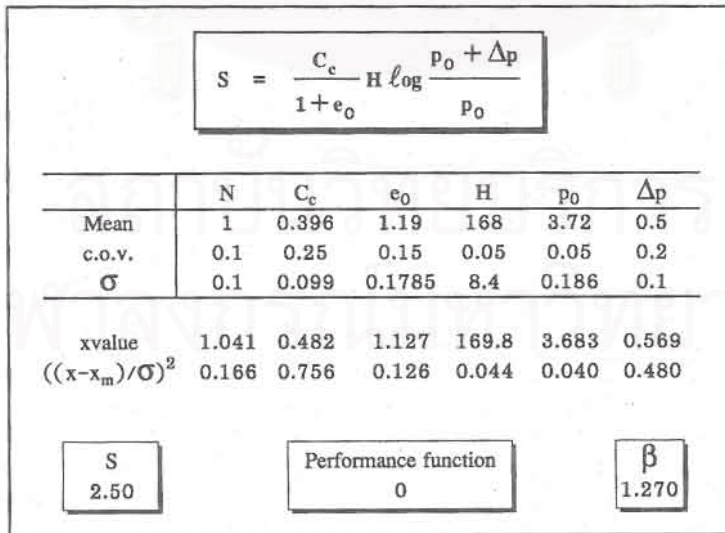 S = C_c / (1 + e_0) H log (p_0 + Δp) / p_0
N C_c e_0 H p_0 Δp
Mean 1 0.396 1.19 168 3.72 0.5
c.o.v. 0.1 0.25 0.15 0.05 0.05 0.2
σ 0.1 0.099 0.1785 8.4 0.186 0.1
xvalue 1.041 0.482 1.127 169.8 3.683 0.569
((x-x_m)/σ)² 0.166 0.756 0.126 0.044 0.040 0.480
S Performance function β
2.50 0 1.270